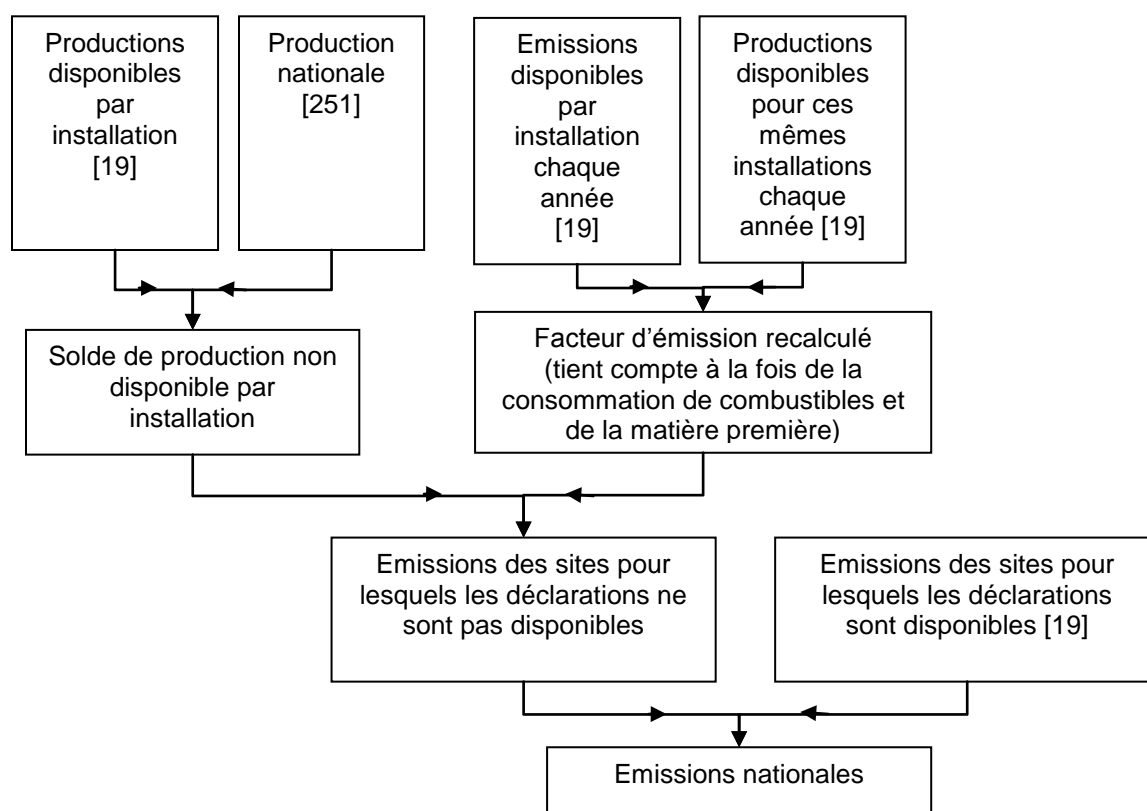 Productions
disponibles
par
installation
[19]
Production
nationale
[251]
Emissions
disponibles
par
installation
chaque
année
[19]
Productions
disponibles
pour ces
mêmes
installations
chaque
année [19]
Solde de production non
disponible par
installation
Facteur d’émission recalculé
(tient compte à la fois de la
consommation de combustibles et
de la matière première)
Emissions des sites pour
lesquels les déclarations ne
sont pas disponibles
Emissions des sites pour
lesquels les déclarations
sont disponibles [19]
Emissions nationales